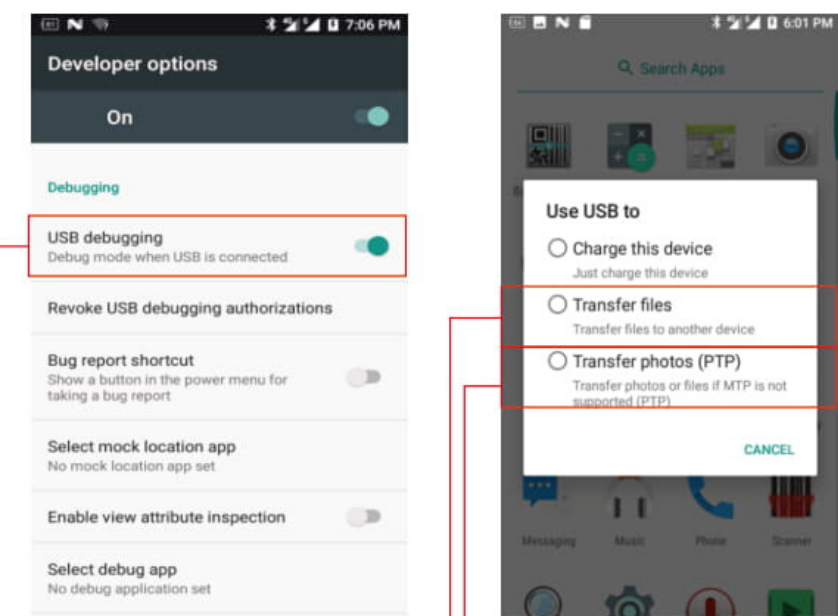 7:06 PM
Developer options
On
Debugging
USB debugging
Debug mode when USB is connected
Revoke USB debugging authorizations
Bug report shortcut
Show a button in the power menu for
taking a bug report
Select mock location app
No mock location app set
Enable view attribute inspection
Select debug app
No debug application set
6:01 PM
Search Apps
Use USB to
Charge this device
Just charge this device
Transfer files
Transfer files to another device
Transfer photos (PTP)
Transfer photos or files if MTP is not
supported (PTP)
CANCEL
Messaging Music Phone Scanner